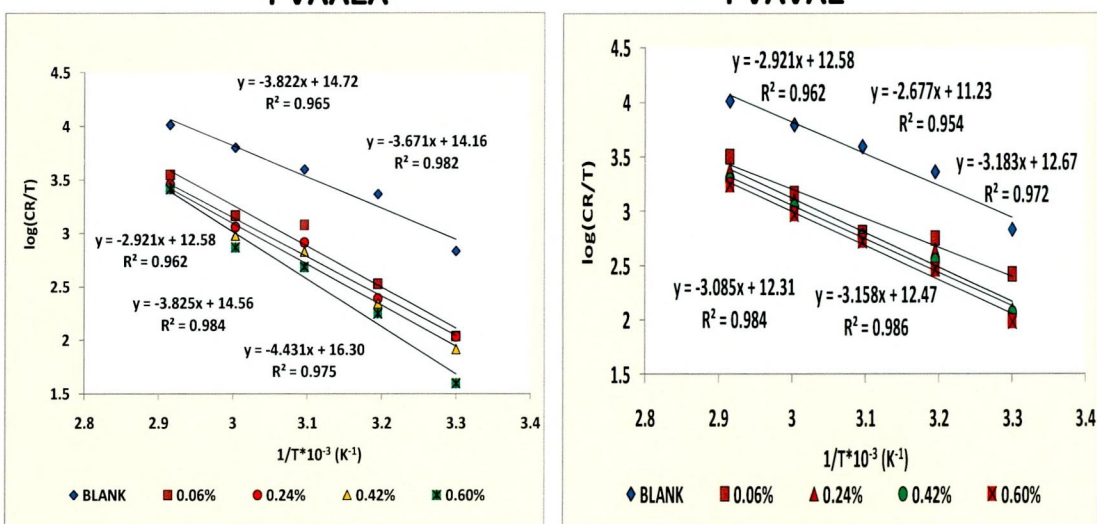 PVAALA
PVAVAL
4.5
4
3.5
3
2.5
2
1.5
log(CR/T)
y = -3.822x + 14.72
R² = 0.965
y = -3.671x + 14.16
R² = 0.982
y = -2.921x + 12.58
R² = 0.962
y = -3.825x + 14.56
R² = 0.984
y = -4.431x + 16.30
R² = 0.975
2.8 2.9 3 3.1 3.2 3.3 3.4
1/T*10⁻³ (K⁻¹)
BLANK 0.06% 0.24% 0.42% 0.60%
4.5
4
3.5
3
2.5
2
1.5
log(CR/T)
y = -2.921x + 12.58
R² = 0.962
y = -2.677x + 11.23
R² = 0.954
y = -3.183x + 12.67
R² = 0.972
y = -3.085x + 12.31
R² = 0.984
y = -3.158x + 12.47
R² = 0.986
2.8 2.9 3 3.1 3.2 3.3 3.4
1/T*10⁻³ (K⁻¹)
BLANK 0.06% 0.24% 0.42% 0.60%